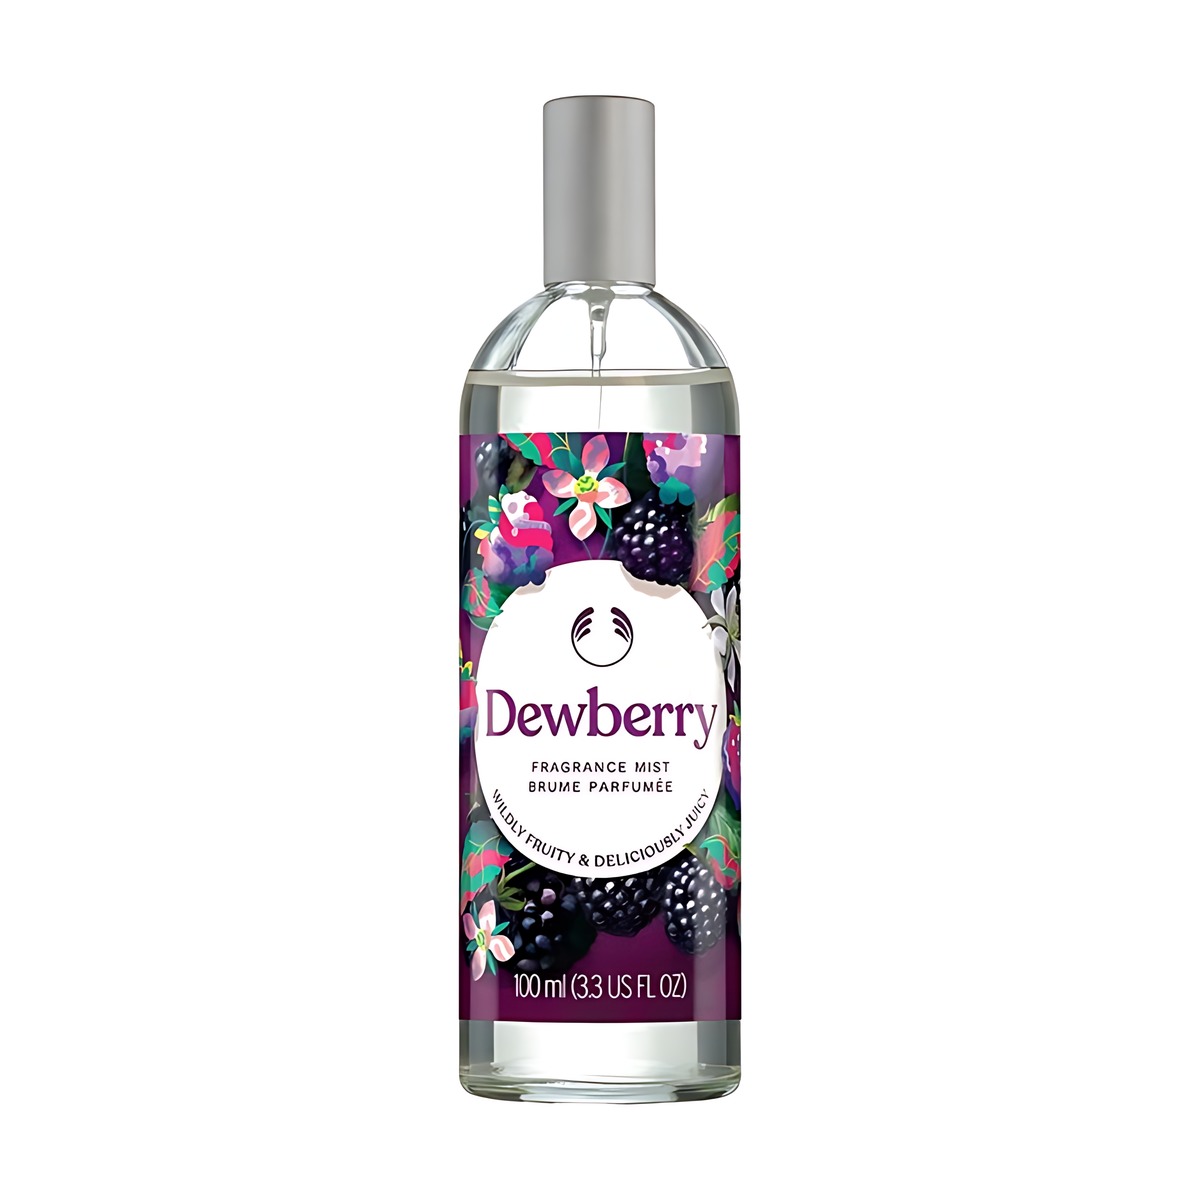 Dewberry
FRAGRANCE MIST
BRUME PARFUMÉE
WILDLY FRUITY & DELICIOUSLY JUICY
100 ml (3.3 US FL OZ)